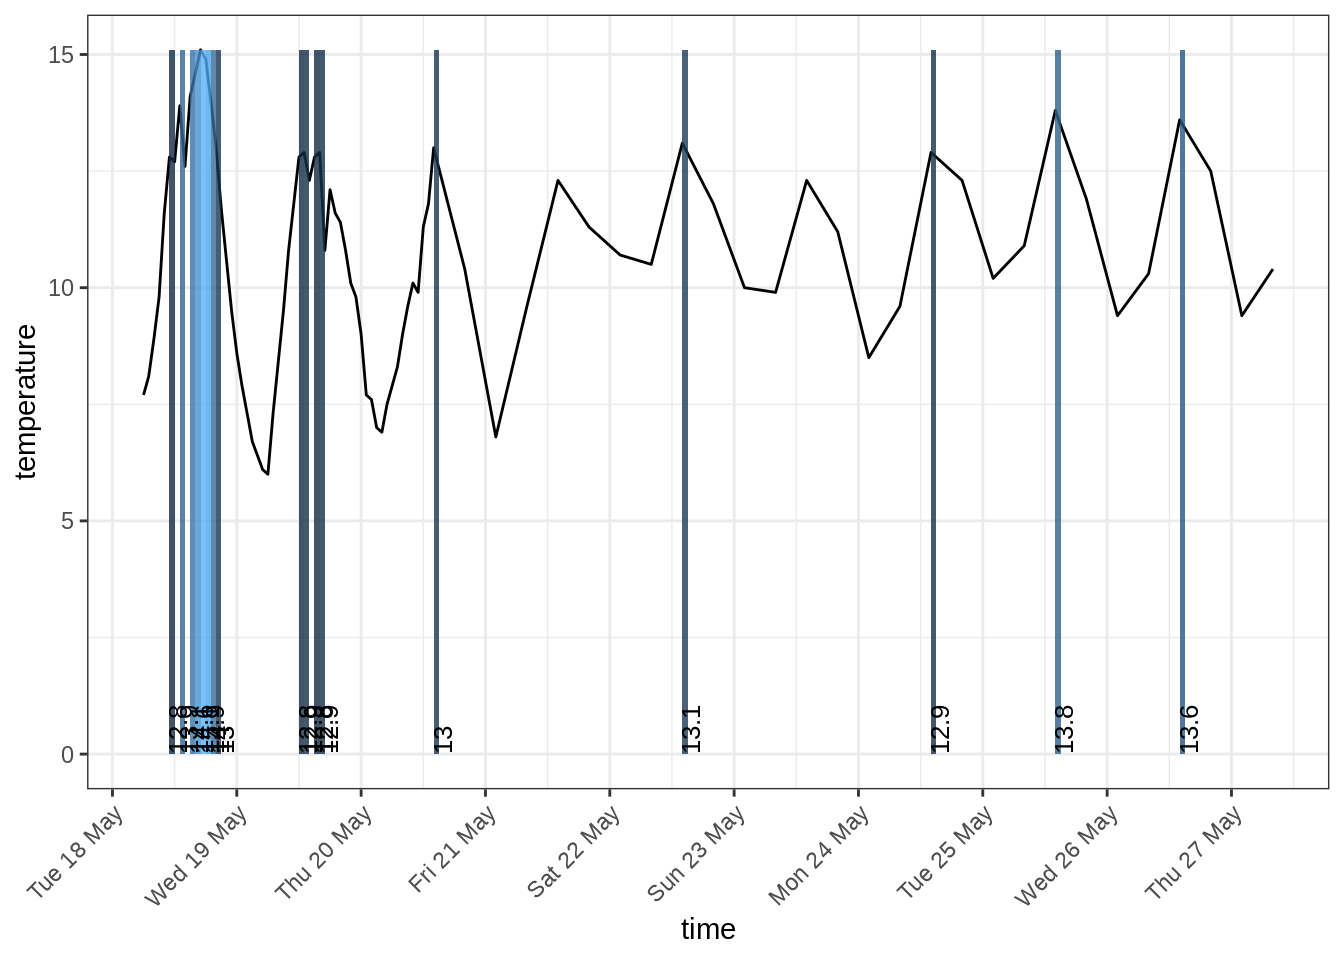 15
10
5
0
temperature
12.8
12.9
13
13.1
12.9
13.8
13.6
Tue 18 May
Wed 19 May
Thu 20 May
Fri 21 May
Sat 22 May
Sun 23 May
Mon 24 May
Tue 25 May
Wed 26 May
Thu 27 May
time